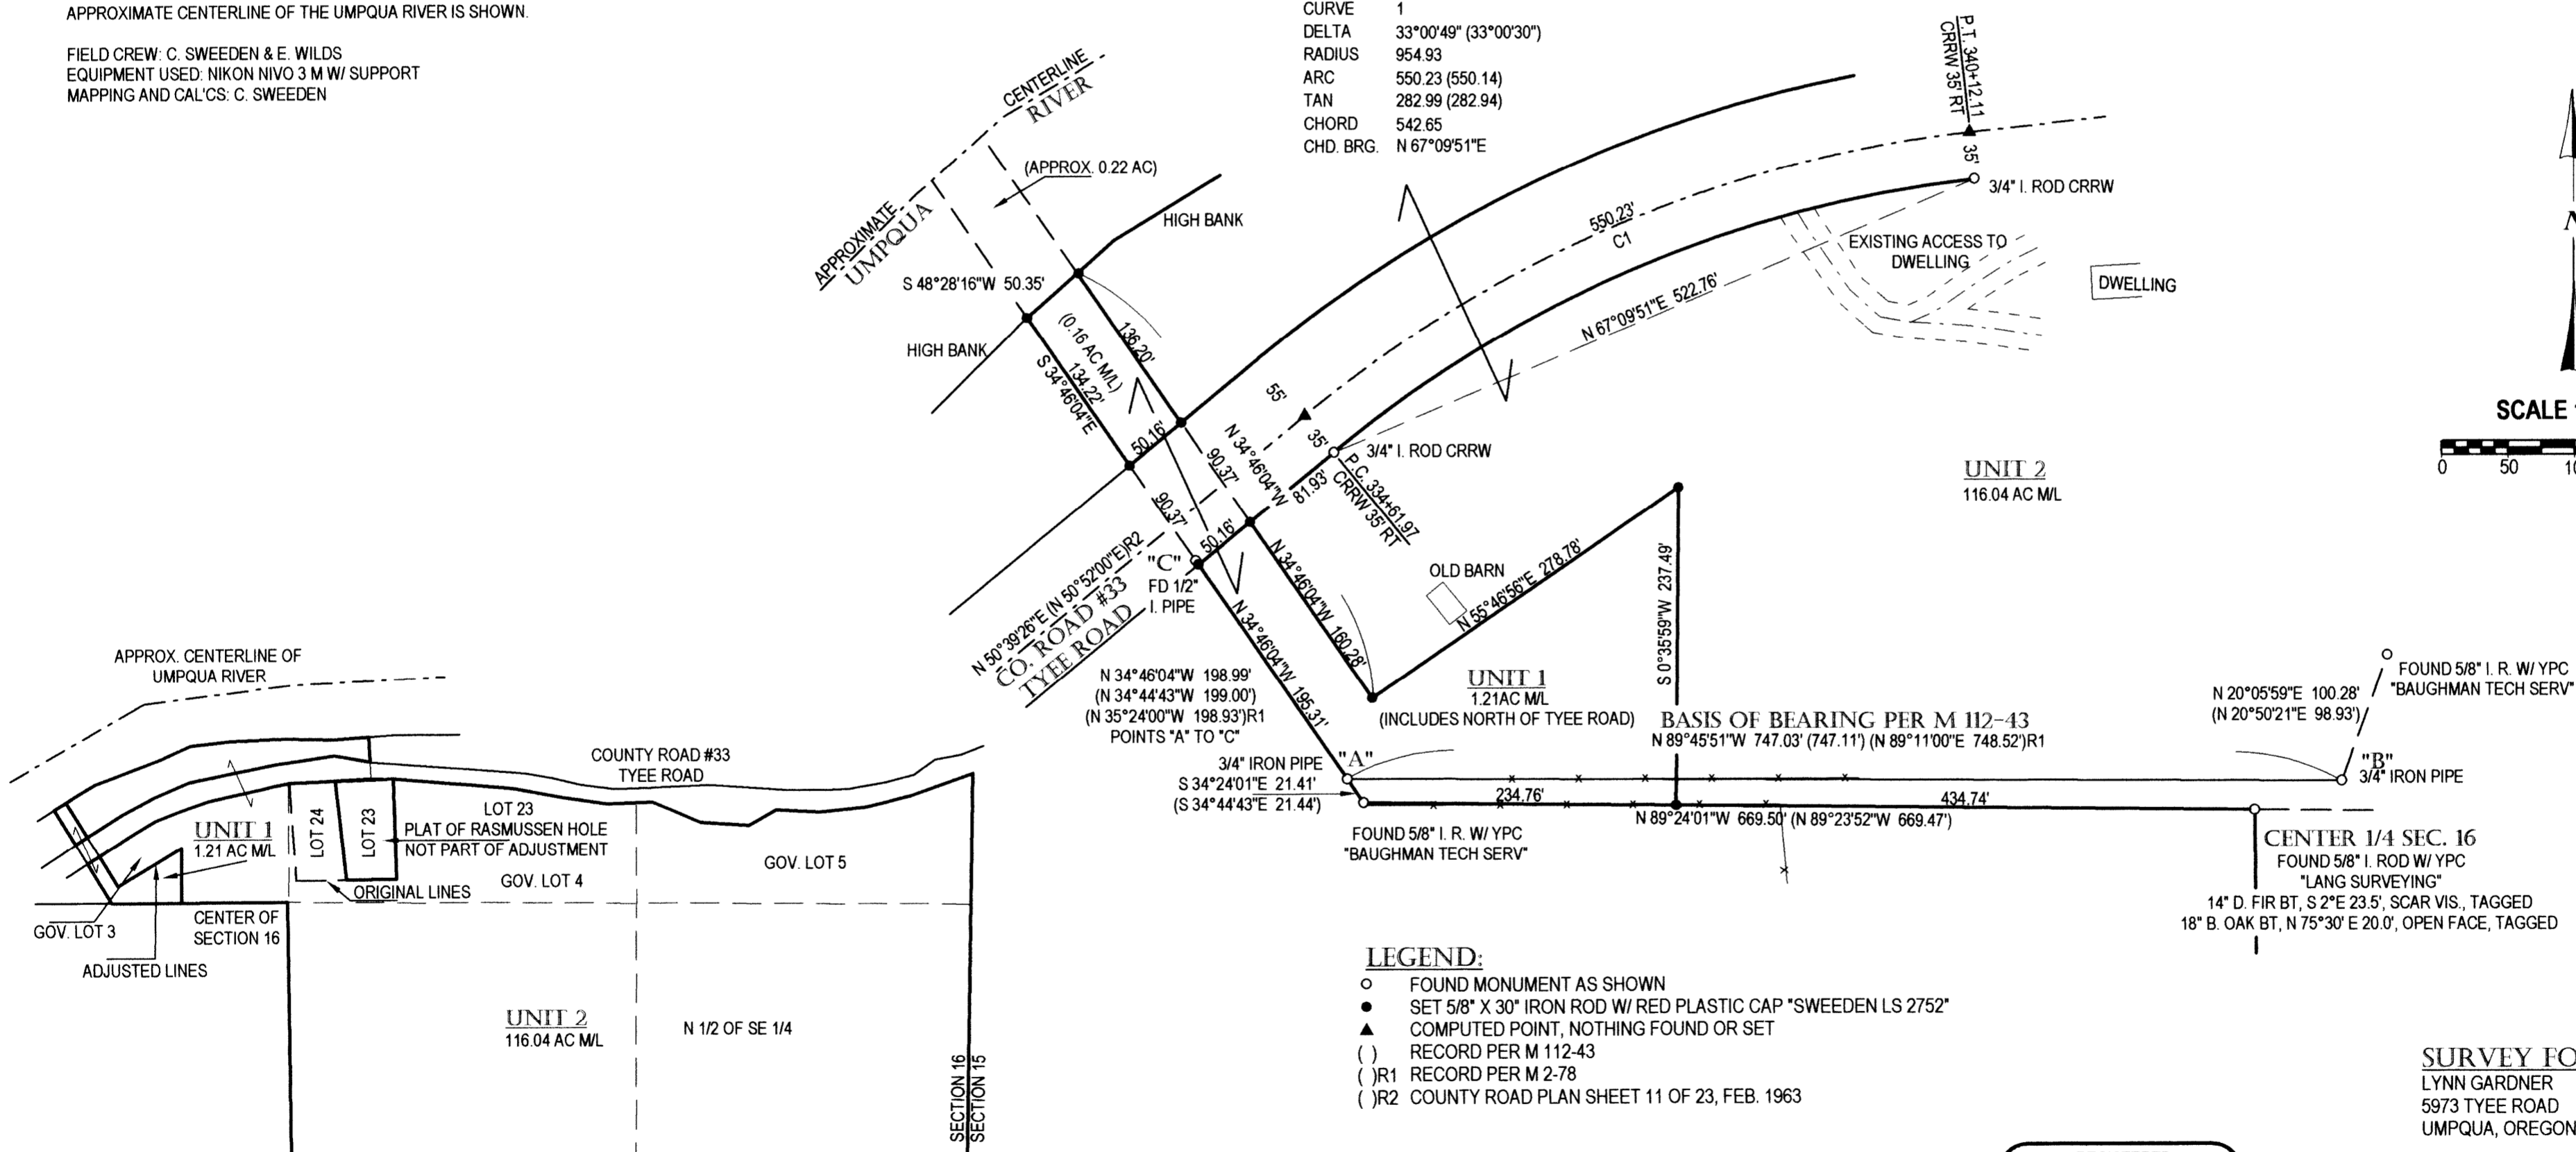 APPROXIMATE CENTERLINE OF THE UMPQUA RIVER IS SHOWN.
FIELD CREW: C. SWEEDEN & E. WILDS
EQUIPMENT USED: NIKON NIVO 3 M W/ SUPPORT
MAPPING AND CAL'CS: C. SWEEDEN
CURVE 1
DELTA 33°00'49" (33°00'30")
RADIUS 954.93
ARC 550.23 (550.14)
TAN 282.99 (282.94)
CHORD 542.65
CHD. BRG. N 67°09'51"E
P.T. 340+12.11
CRRW 35' RT
35'
3/4" I. ROD CRRW
CENTERLINE
RIVER
(APPROX. 0.22 AC)
APPROXIMATE
UMPQUA
HIGH BANK
S 48°28'16"W 50.35'
HIGH BANK
(0.16 AC M/L)
134.22'
S 34°46'04"E
136.20'
50.16'
90.37'
N 34°46'04"W
90.37'
50.16'
81.93'
55'
35'
550.23'
C1
N 67°09'51"E 522.76'
EXISTING ACCESS TO
DWELLING
DWELLING
3/4" I. ROD CRRW
P.C. 334+61.97
CRRW 35' RT
UNIT 2
116.04 AC M/L
SCALE
0 50
N 50°39'26"E (N 50°52'00"E)R2
CO. ROAD #33
TYEE ROAD
"C"
FD 1/2"
I. PIPE
N 34°46'04"W 160.28'
N 34°46'04"W 195.31'
OLD BARN
N 55°46'56"E 278.78'
S 0°35'59"W 237.49'
N 34°46'04"W 198.99'
(N 34°44'43"W 199.00')
(N 35°24'00"W 198.93')R1
POINTS "A" TO "C"
UNIT 1
1.21AC M/L
(INCLUDES NORTH OF TYEE ROAD)
BASIS OF BEARING PER M 112-43
N 89°45'51"W 747.03' (747.11') (N 89°11'00"E 748.52')R1
N 20°05'59"E 100.28'
(N 20°50'21"E 98.93')
FOUND 5/8" I. R. W/ YPC
"BAUGHMAN TECH SERV"
"A"
3/4" IRON PIPE
S 34°24'01"E 21.41'
(S 34°44'43"E 21.44')
"B"
3/4" IRON PIPE
234.76'
434.74'
N 89°24'01"W 669.50' (N 89°23'52"W 669.47')
FOUND 5/8" I. R. W/ YPC
"BAUGHMAN TECH SERV"
CENTER 1/4 SEC. 16
FOUND 5/8" I. ROD W/ YPC
"LANG SURVEYING"
14" D. FIR BT, S 2°E 23.5', SCAR VIS., TAGGED
18" B. OAK BT, N 75°30' E 20.0', OPEN FACE, TAGGED
APPROX. CENTERLINE OF
UMPQUA RIVER
COUNTY ROAD #33
TYEE ROAD
UNIT 1
1.21 AC M/L
LOT 24
LOT 23
LOT 23
PLAT OF RASMUSSEN HOLE
NOT PART OF ADJUSTMENT
GOV. LOT 5
GOV. LOT 4
ORIGINAL LINES
CENTER OF
SECTION 16
GOV. LOT 3
ADJUSTED LINES
UNIT 2
116.04 AC M/L
N 1/2 OF SE 1/4
SECTION 16
SECTION 15
LEGEND:
FOUND MONUMENT AS SHOWN
SET 5/8" X 30" IRON ROD W/ RED PLASTIC CAP "SWEEDEN LS 2752"
COMPUTED POINT, NOTHING FOUND OR SET
( ) RECORD PER M 112-43
( )R1 RECORD PER M 2-78
( )R2 COUNTY ROAD PLAN SHEET 11 OF 23, FEB. 1963
LYNN GARDNER
5973 TYEE ROAD
UMPQUA, OREGON
SURVEY